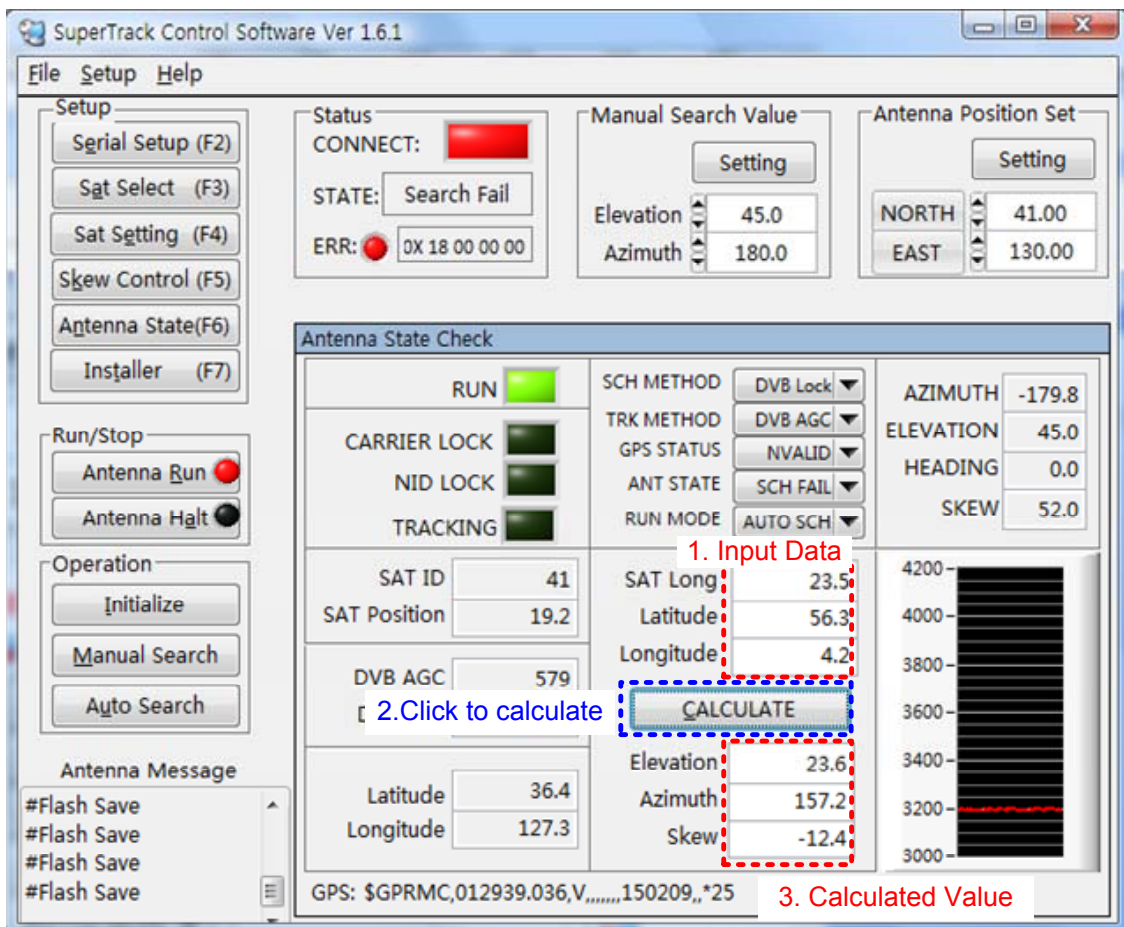 SuperTrack Control Software Ver 1.6.1
File Setup Help
Setup
Serial Setup (F2)
Sat Select (F3)
Sat Setting (F4)
Skew Control (F5)
Antenna State(F6)
Installer (F7)
Run/Stop
Antenna Run
Antenna Halt
Operation
Initialize
Manual Search
Auto Search
Antenna Message
#Flash Save
#Flash Save
#Flash Save
#Flash Save
Status
CONNECT:
STATE: Search Fail
ERR: 0X 18 00 00 00
Manual Search Value
Setting
Elevation 45.0
Azimuth 180.0
Antenna Position Set
Setting
NORTH 41.00
EAST 130.00
Antenna State Check
RUN
CARRIER LOCK
NID LOCK
TRACKING
SCH METHOD DVB Lock
TRK METHOD DVB AGC
GPS STATUS NVALID
ANT STATE SCH FAIL
RUN MODE AUTO SCH
AZIMUTH -179.8
ELEVATION 45.0
HEADING 0.0
SKEW 52.0
SAT ID 41
SAT Position 19.2
DVB AGC 579
Latitude 36.4
Longitude 127.3
1. Input Data
SAT Long 23.5
Latitude 56.3
Longitude 4.2
2.Click to calculate
CALCULATE
Elevation 23.6
Azimuth 157.2
Skew -12.4
3. Calculated Value
4200
4000
3800
3600
3400
3200
3000
GPS: $GPRMC,012939.036,V,,,,,,,150209,,*25